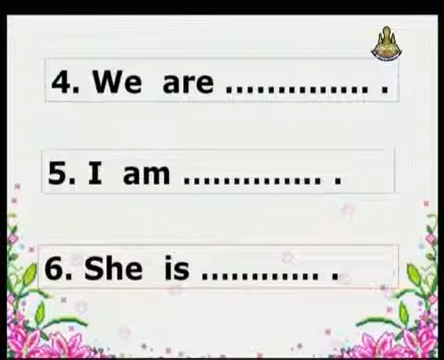 4. We are .............. .
5. I am .............. .
6. She is ............ .